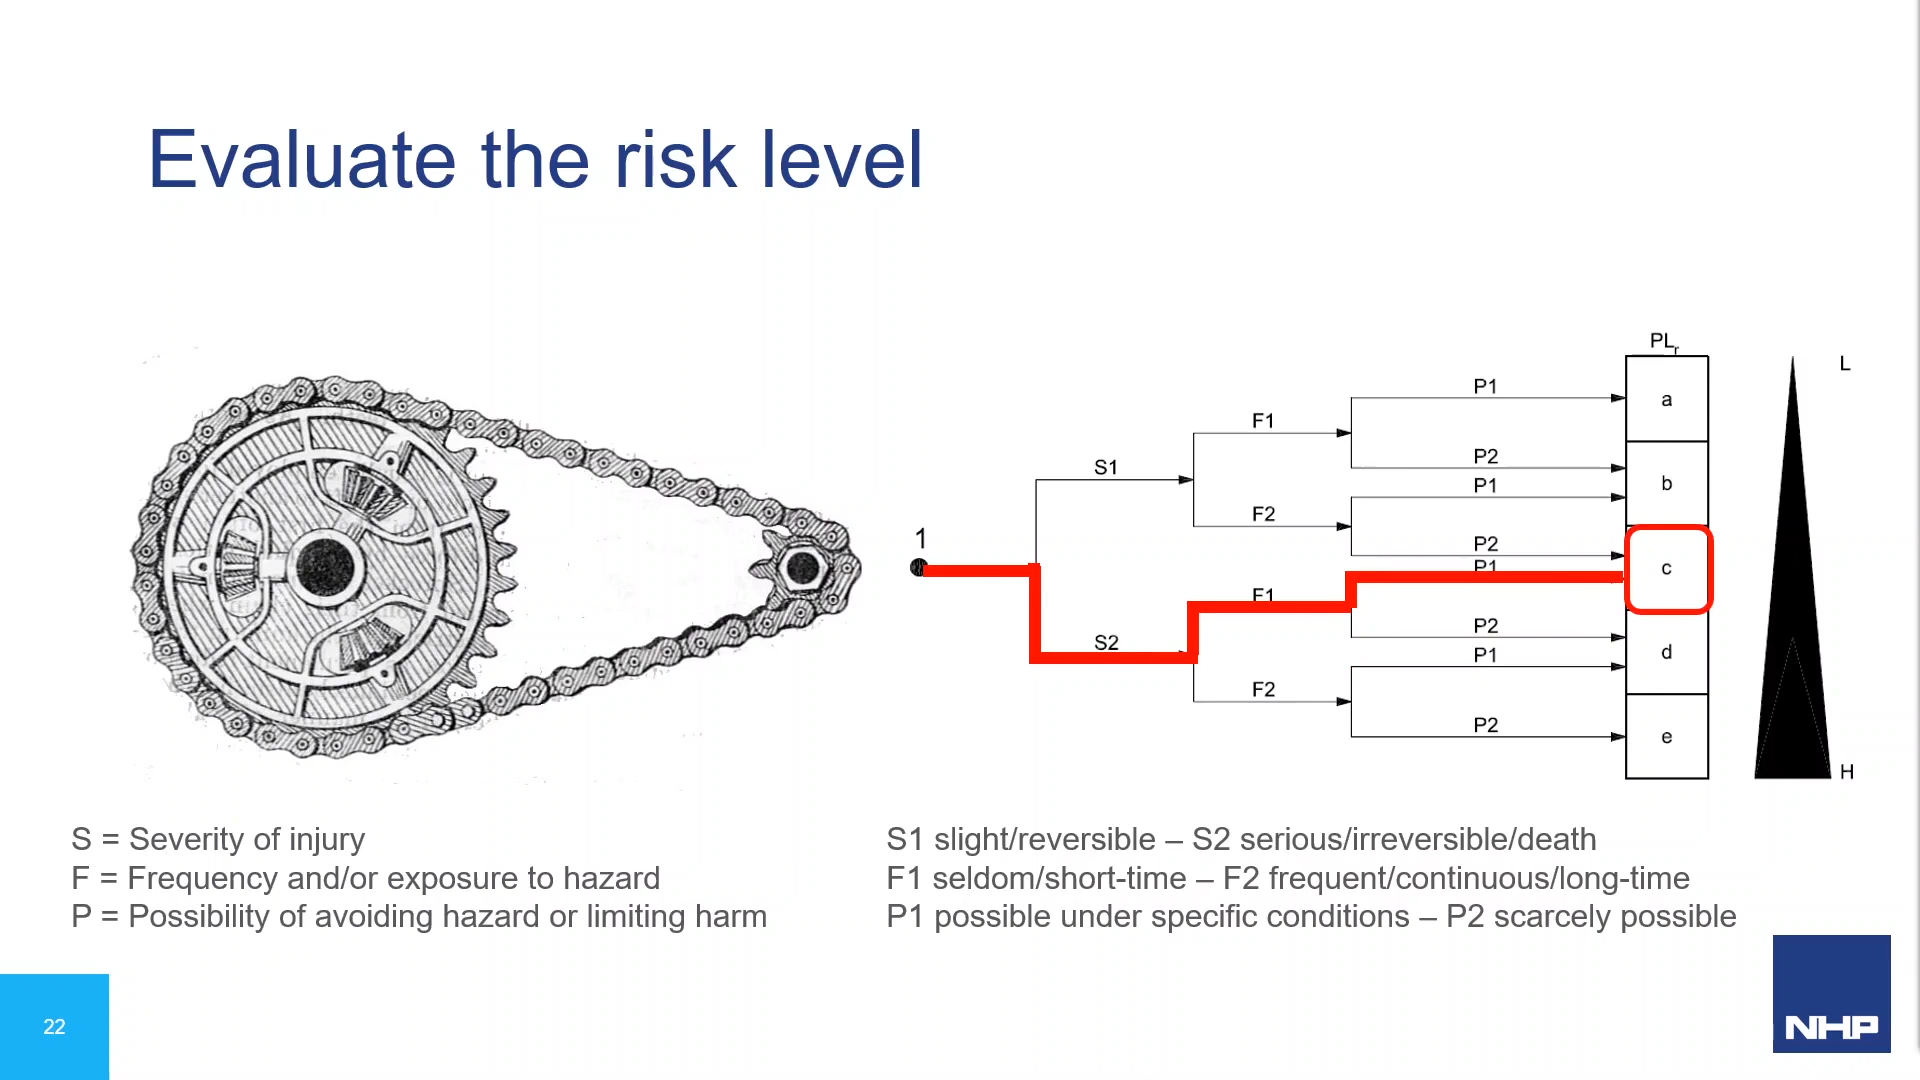 Evaluate the risk level
PLr
L
P1
a
F1
P2
S1
b
P1
F2
1
P2
c
P1
F1
P2
S2
d
P1
F2
P2
e
H
S = Severity of injury
F = Frequency and/or exposure to hazard
P = Possibility of avoiding hazard or limiting harm
S1 slight/reversible – S2 serious/irreversible/death
F1 seldom/short-time – F2 frequent/continuous/long-time
P1 possible under specific conditions – P2 scarcely possible
22
NHP